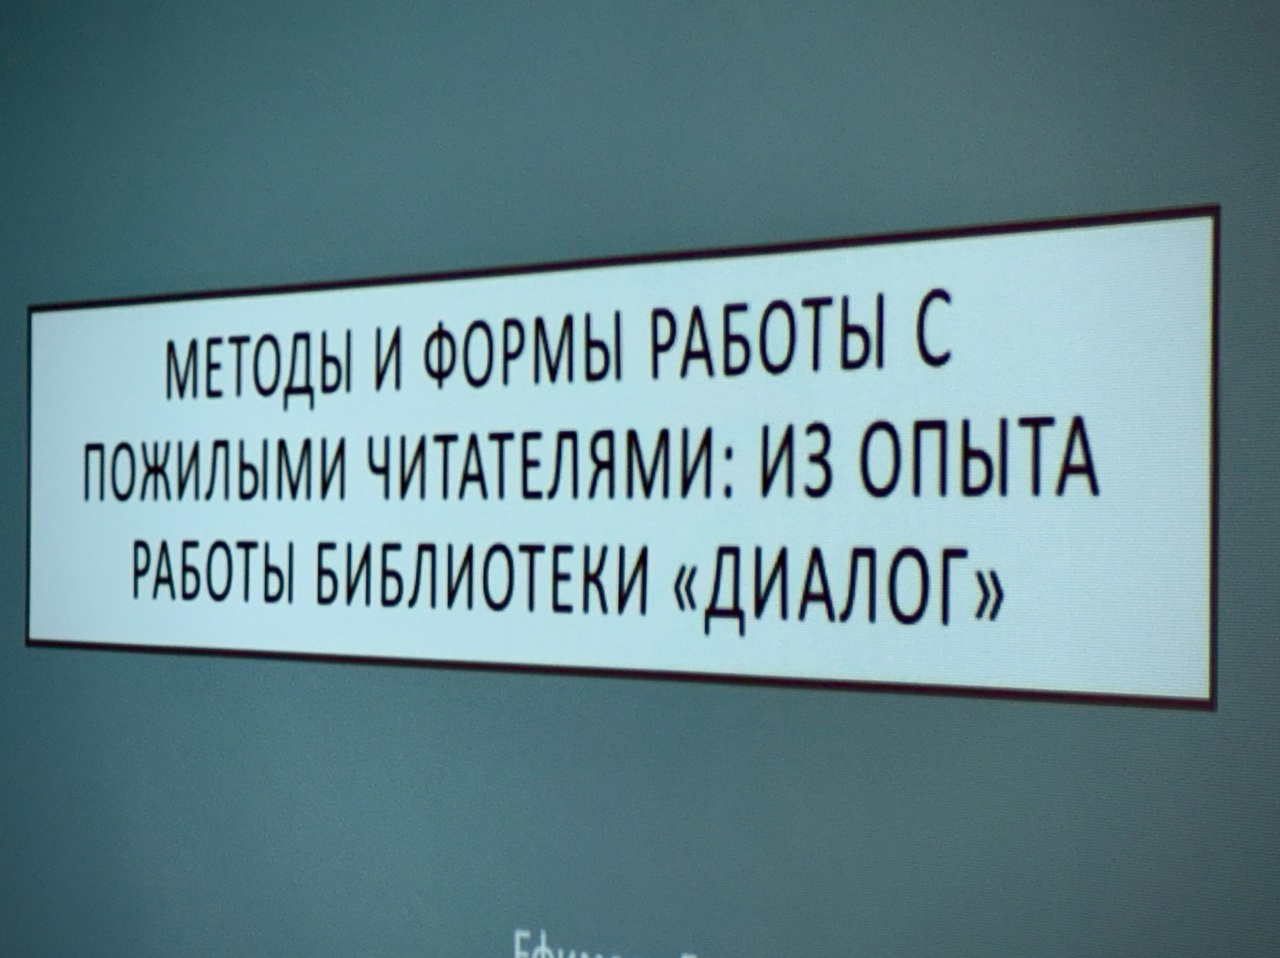 МЕТОДЫ И ФОРМЫ РАБОТЫ С
ПОЖИЛЫМИ ЧИТАТЕЛЯМИ: ИЗ ОПЫТА
РАБОТЫ БИБЛИОТЕКИ «ДИАЛОГ»